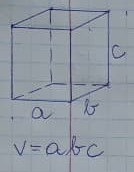 c
a b
v = abc